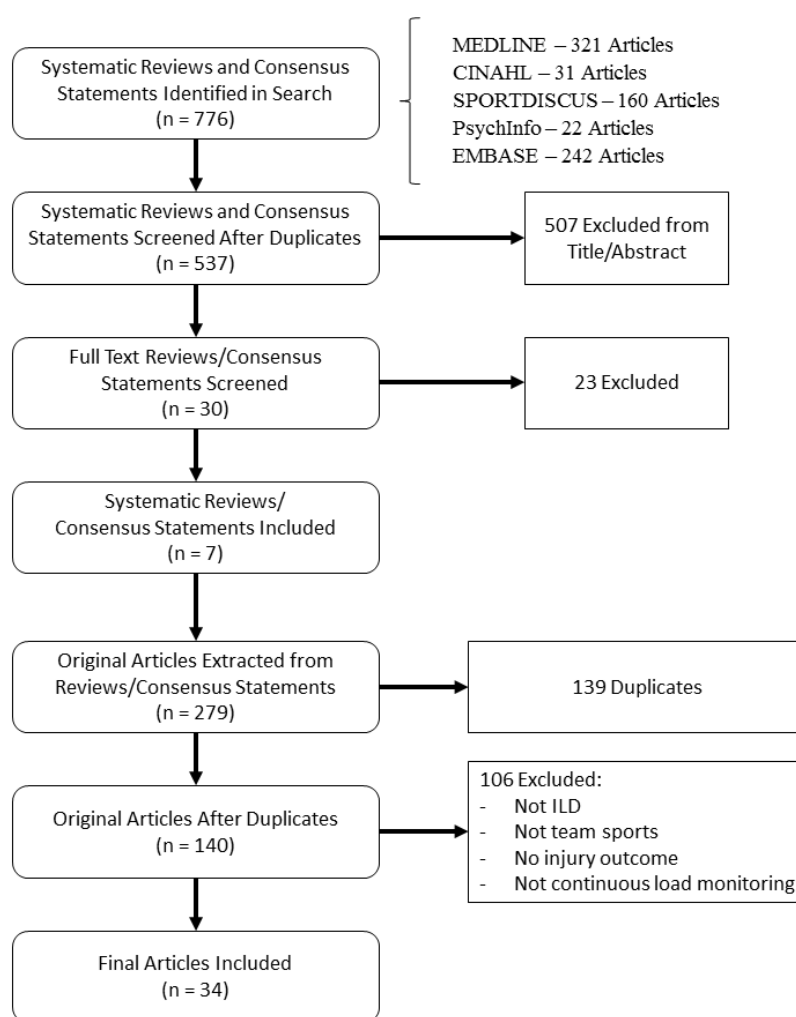 Systematic Reviews and Consensus
Statements Identified in Search
(n = 776)
MEDLINE – 321 Articles
CINAHL – 31 Articles
SPORTDISCUS – 160 Articles
PsychInfo – 22 Articles
EMBASE – 242 Articles
Systematic Reviews and Consensus
Statements Screened After Duplicates
(n = 537)
507 Excluded from
Title/Abstract
Full Text Reviews/Consensus
Statements Screened
(n = 30)
23 Excluded
Systematic Reviews/
Consensus Statements Included
(n = 7)
Original Articles Extracted from
Reviews/Consensus Statements
(n = 279)
139 Duplicates
Original Articles After Duplicates
(n = 140)
106 Excluded:
- Not ILD
- Not team sports
- No injury outcome
- Not continuous load monitoring
Final Articles Included
(n = 34)